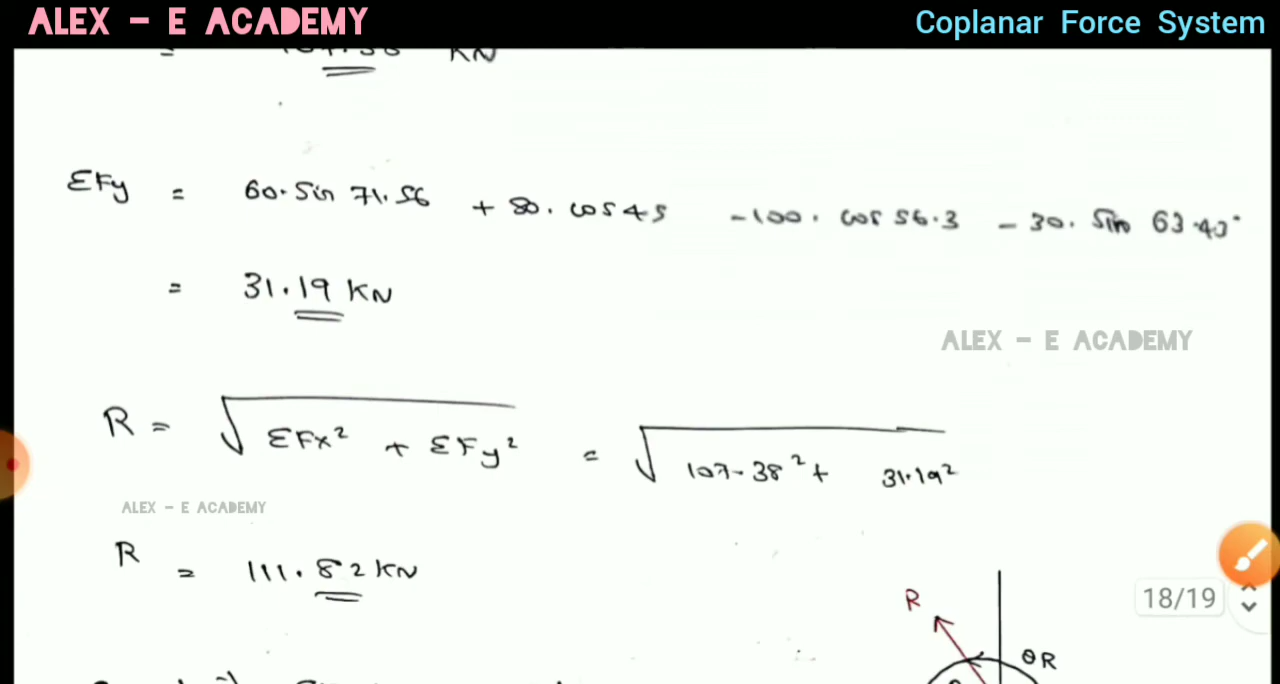 ALEX - E ACADEMY
Coplanar Force System
= KN
ΣFy = 60. Sin 71.56 + 80. cos 45 -100. cos 56.3 - 30. Sin 63.43°
= 31.19 KN
ALEX - E ACADEMY
R = √ΣFx² + ΣFy² = √107.38² + 31.19²
ALEX - E ACADEMY
R = 111.82 KN
18/19
R
θR